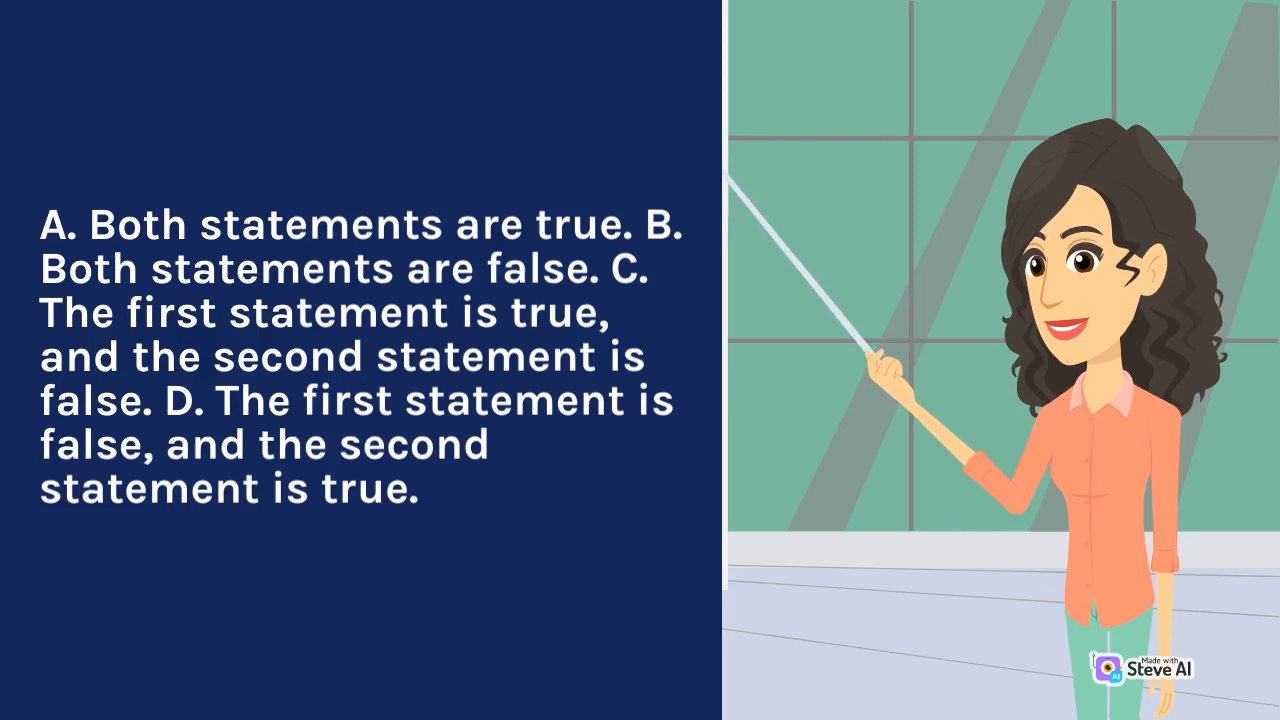 A. Both statements are true. B.
Both statements are false. C.
The first statement is true,
and the second statement is
false. D. The first statement is
false, and the second
statement is true.
Made with
Steve AI
AI